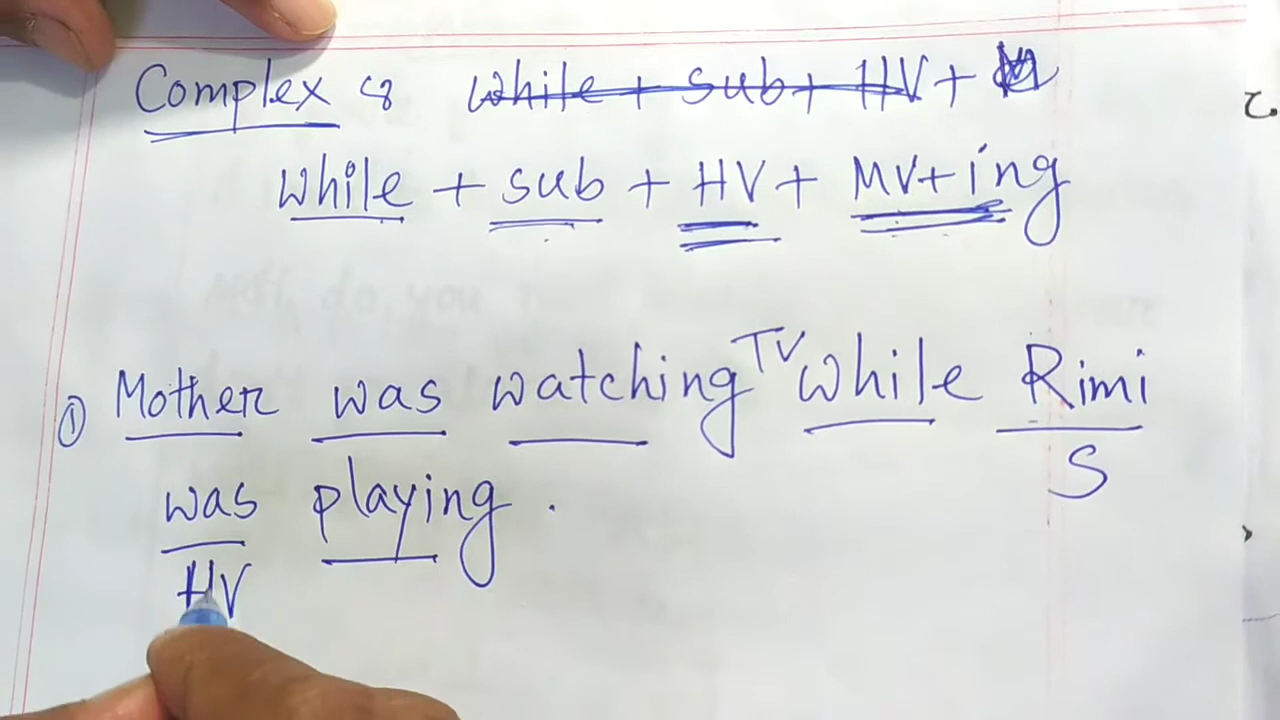 Complex : while + sub + HV +
while + sub + HV + MV+ing
① Mother was watching TV while Rimi
S
was playing .
HV